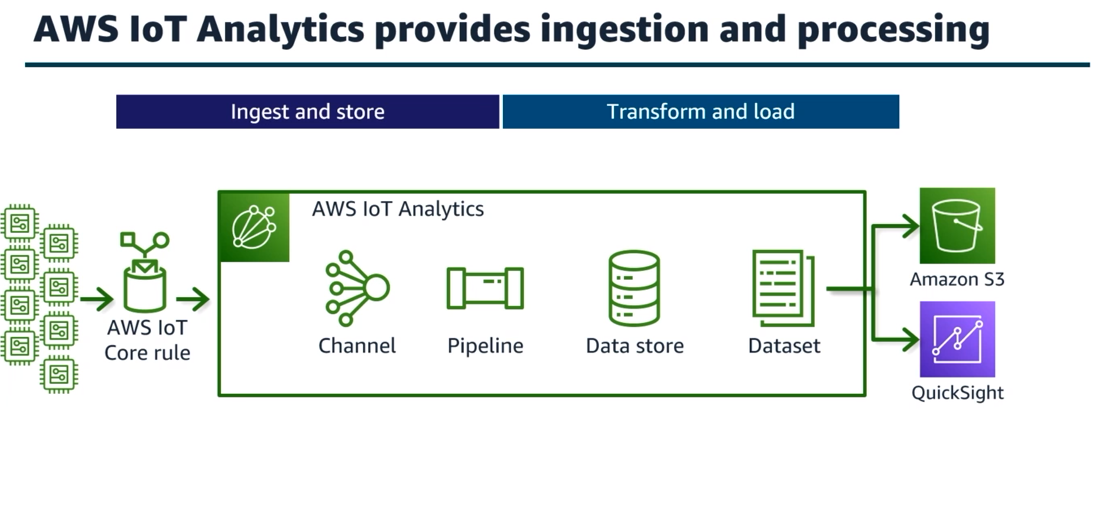 AWS IoT Analytics provides ingestion and processing
Ingest and store
Transform and load
AWS IoT Analytics
AWS IoT
Core rule
Channel
Pipeline
Data store
Dataset
Amazon S3
QuickSight